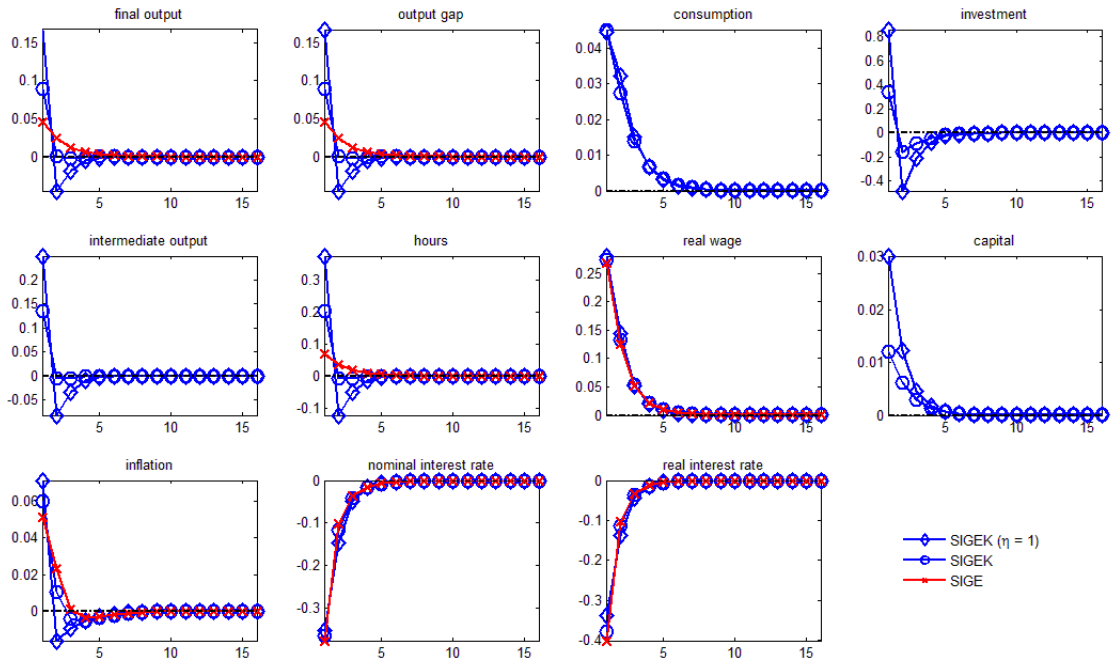 final output
output gap
consumption
investment
0.15
0.1
0.05
0
5 10 15
0.15
0.1
0.05
0
5 10 15
0.04
0.03
0.02
0.01
0
5 10 15
0.8
0.6
0.4
0.2
0
-0.2
-0.4
5 10 15
intermediate output
hours
real wage
capital
0.2
0.15
0.1
0.05
0
-0.05
5 10 15
0.3
0.2
0.1
0
-0.1
5 10 15
0.25
0.2
0.15
0.1
0.05
0
5 10 15
0.03
0.02
0.01
0
5 10 15
inflation
nominal interest rate
real interest rate
0.06
0.04
0.02
0
5 10 15
0
-0.1
-0.2
-0.3
5 10 15
0
-0.1
-0.2
-0.3
-0.4
5 10 15
SIGEK (η = 1)
SIGEK
SIGE